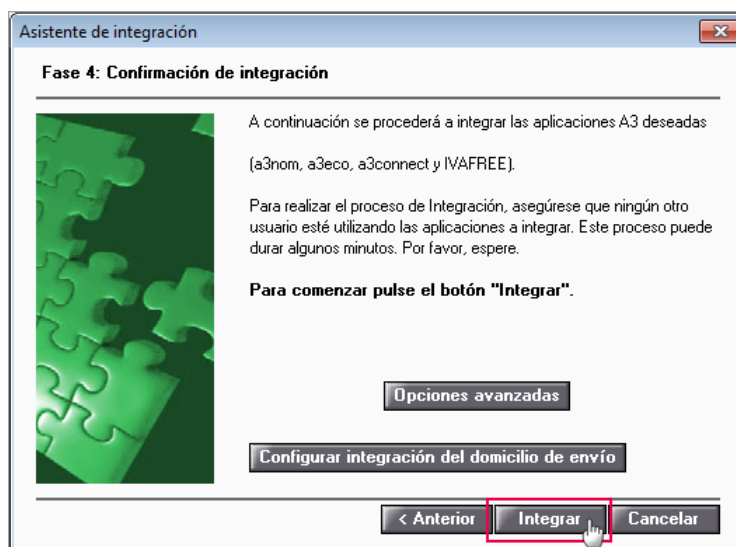 Asistente de integración
Fase 4: Confirmación de integración
A continuación se procederá a integrar las aplicaciones A3 deseadas
(a3nom, a3eco, a3connect y IVAFREE).
Para realizar el proceso de Integración, asegúrese que ningún otro
usuario esté utilizando las aplicaciones a integrar. Este proceso puede
durar algunos minutos. Por favor, espere.
Para comenzar pulse el botón "Integrar".
Opciones avanzadas
Configurar integración del domicilio de envío
< Anterior
Integrar
Cancelar